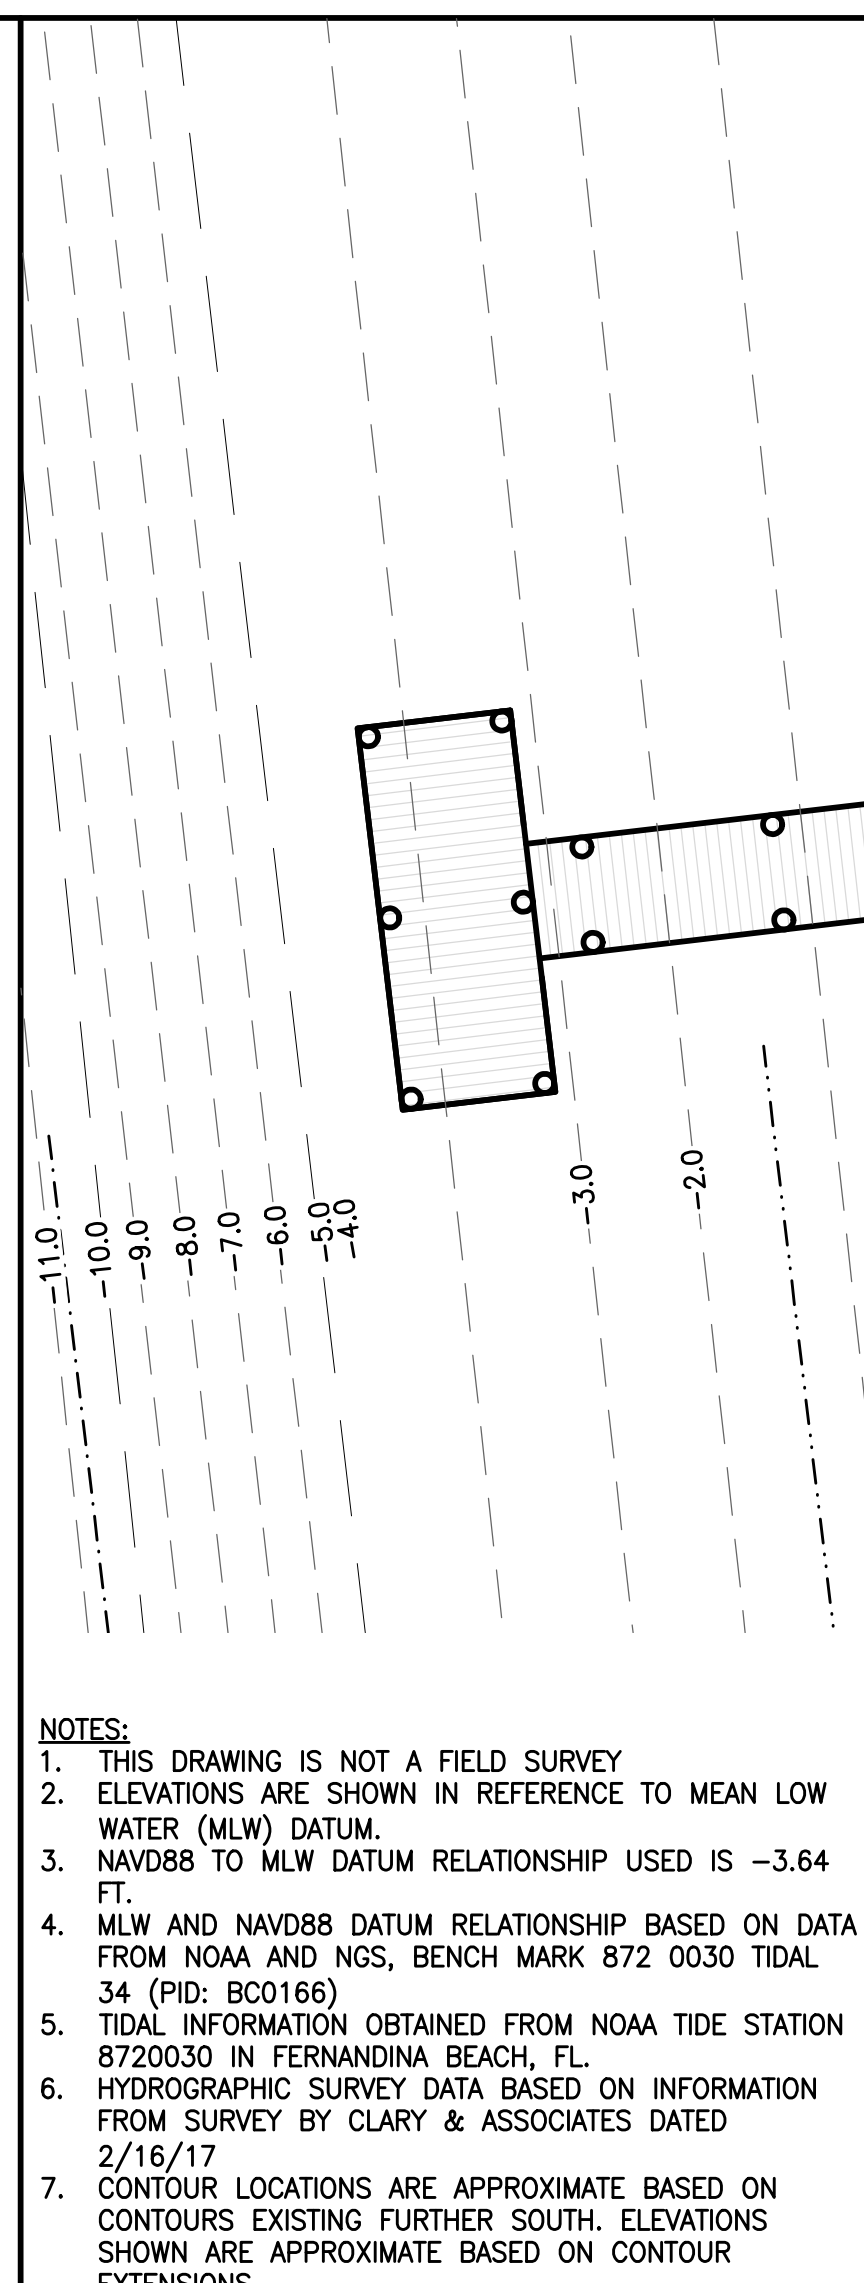 -11.0
-10.0
-9.0
-8.0
-7.0
-6.0
-5.0
-4.0
-3.0
-2.0
NOTES:
1. THIS DRAWING IS NOT A FIELD SURVEY
2. ELEVATIONS ARE SHOWN IN REFERENCE TO MEAN LOW
WATER (MLW) DATUM.
3. NAVD88 TO MLW DATUM RELATIONSHIP USED IS -3.64
FT.
4. MLW AND NAVD88 DATUM RELATIONSHIP BASED ON DATA
FROM NOAA AND NGS, BENCH MARK 872 0030 TIDAL
34 (PID: BC0166)
5. TIDAL INFORMATION OBTAINED FROM NOAA TIDE STATION
8720030 IN FERNANDINA BEACH, FL.
6. HYDROGRAPHIC SURVEY DATA BASED ON INFORMATION
FROM SURVEY BY CLARY & ASSOCIATES DATED
2/16/17
7. CONTOUR LOCATIONS ARE APPROXIMATE BASED ON
CONTOURS EXISTING FURTHER SOUTH. ELEVATIONS
SHOWN ARE APPROXIMATE BASED ON CONTOUR
EXTENSIONS